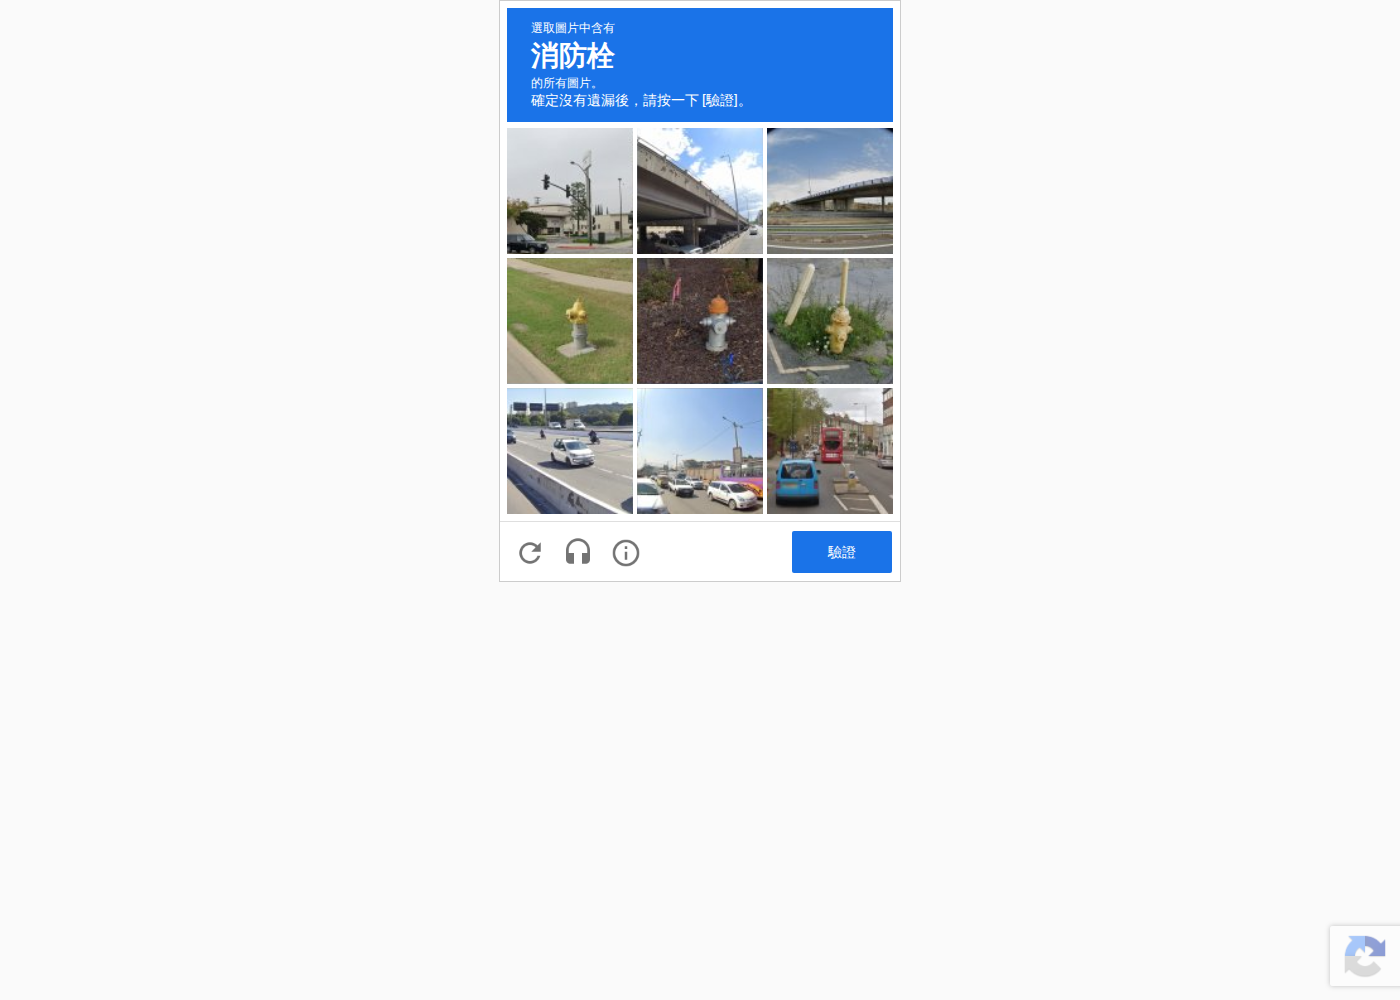 選取圖片中含有
消防栓
的所有圖片。
確定沒有遺漏後，請按一下 [驗證]。
驗證